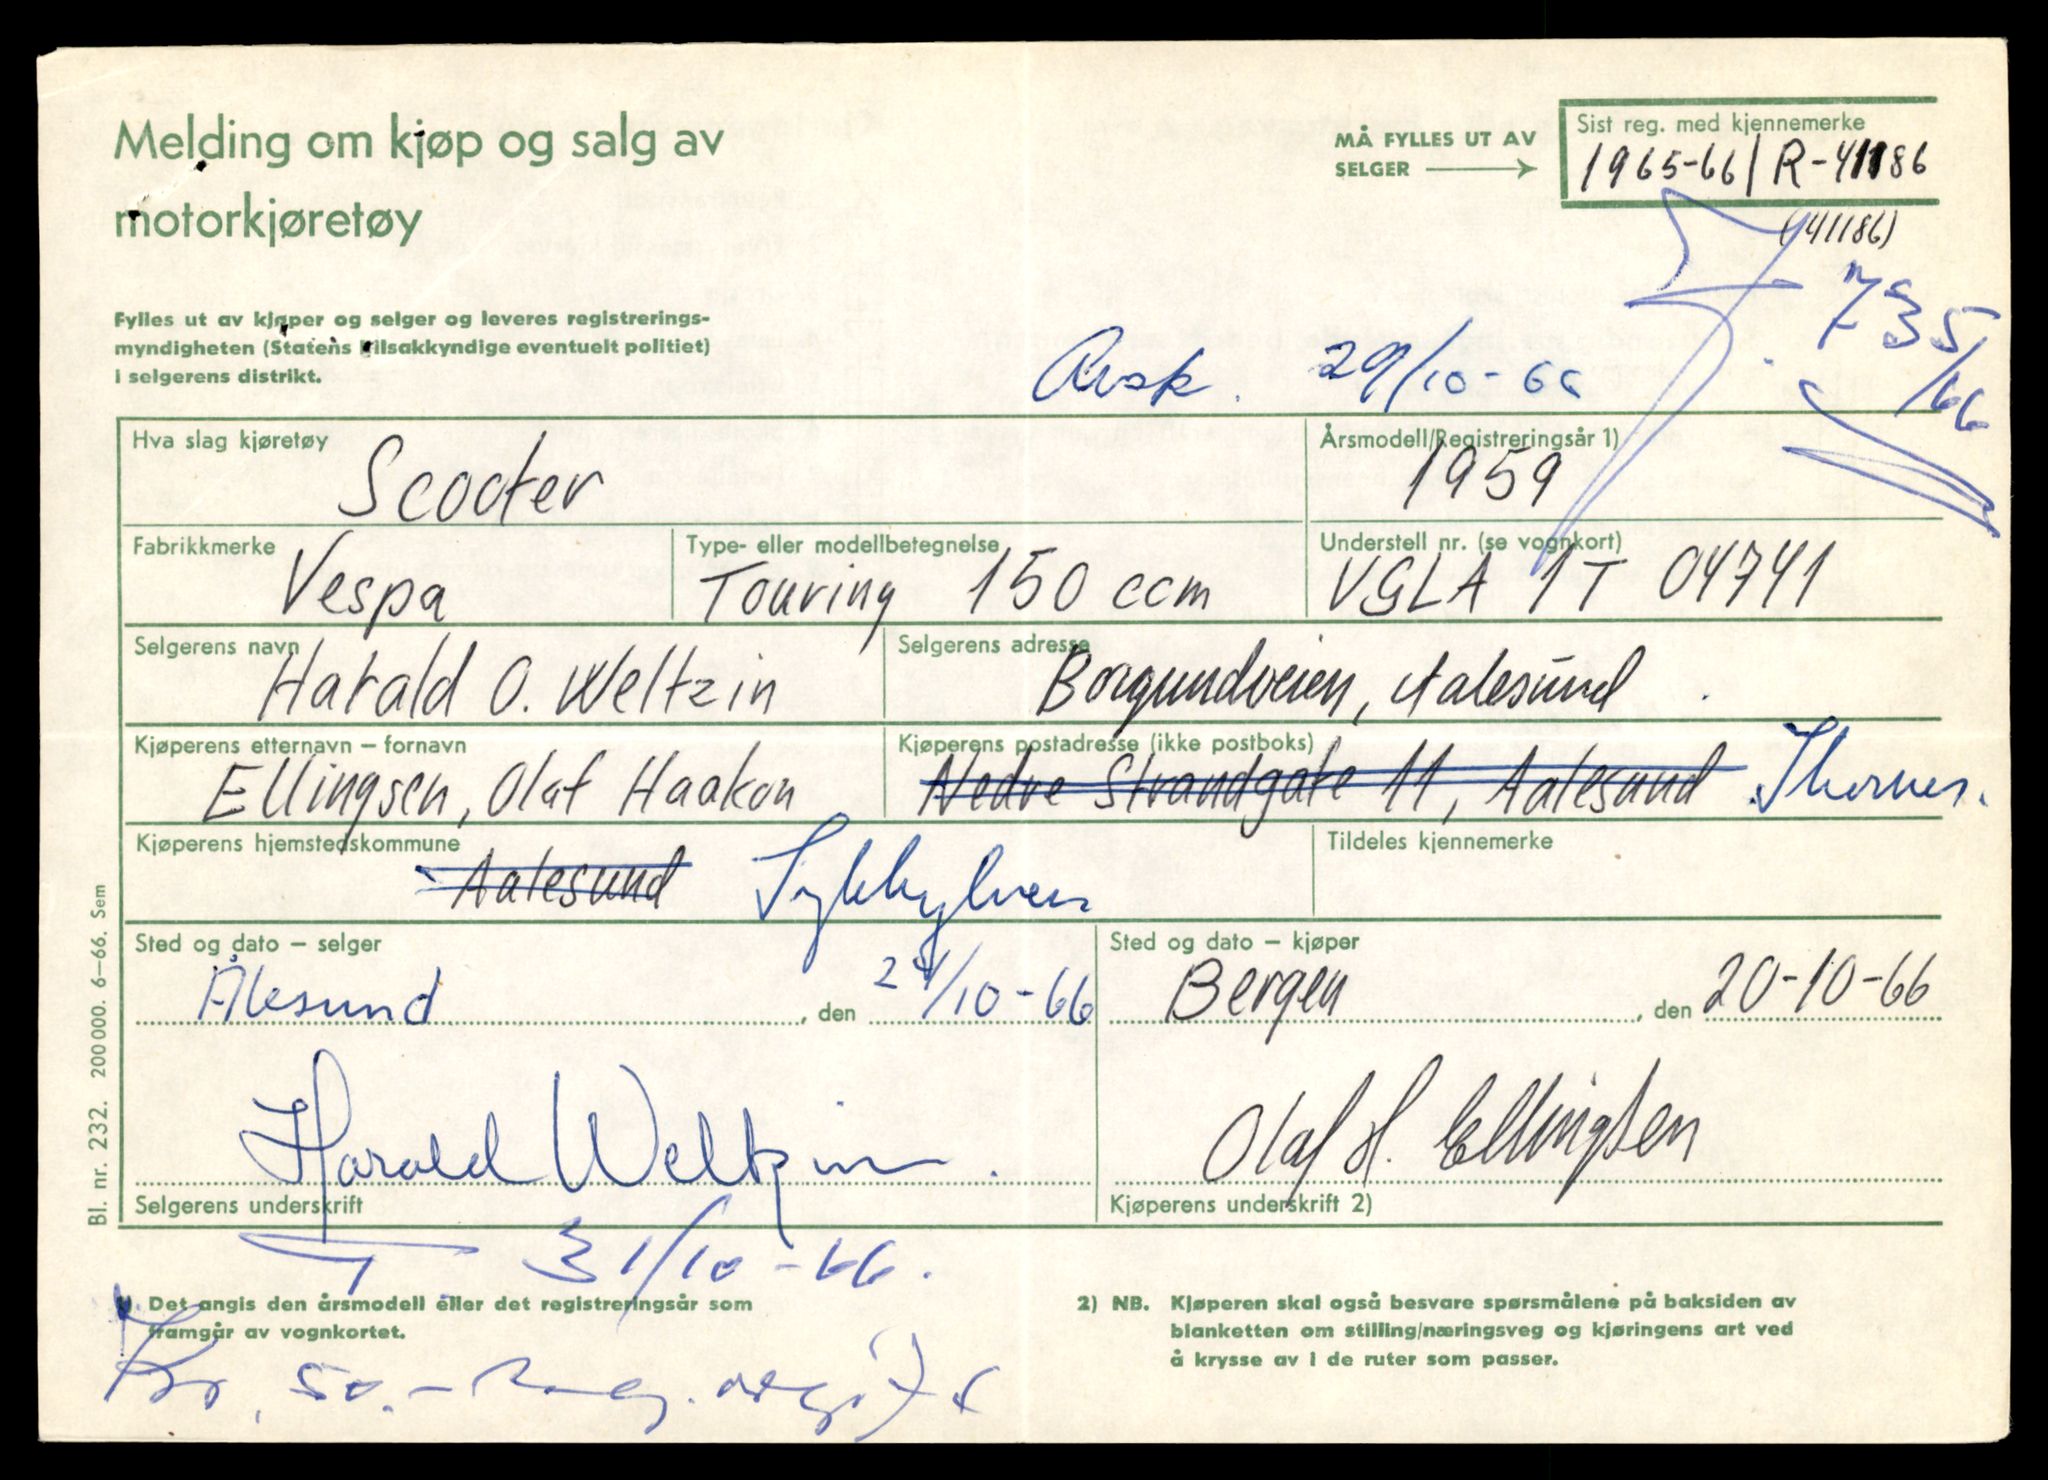 Melding om kjøp og salg av
motorkjøretøy
MÅ FYLLES UT AV
SELGER
Sist reg. med kjennemerke
1965-66 / R-41186
(41186)
735/66
Fylles ut av kjøper og selger og leveres registrerings-
myndigheten (Statens bilsakkyndige eventuelt politiet)
i selgerens distrikt.
Avsk. 29/10-66
Hva slag kjøretøy
Scooter
Årsmodell/Registreringsår 1)
1959
Fabrikkmerke
Vespa
Type- eller modellbetegnelse
Touring 150 ccm
Understell nr. (se vognkort)
VGLA 1T 04741
Selgerens navn
Harald O. Weltzin
Selgerens adresse
Borgundveien, Aalesund
Kjøperens etternavn – fornavn
Ellingsen, Olaf Haakon
Kjøperens postadresse (ikke postboks)
Nedre Strandgate 11, Aalesund
Kjøperens hjemstedskommune
Aalesund Sykkylven
Tildeles kjennemerke
Sted og dato – selger
Ålesund, den 24/10-66
Sted og dato – kjøper
Bergen, den 20-10-66
Harald Weltzin
Selgerens underskrift
Olaf H. Ellingsen
Kjøperens underskrift 2)
31/10-66.
1) Det angis den årsmodell eller det registreringsår som
framgår av vognkortet.
2) NB. Kjøperen skal også besvare spørsmålene på baksiden av
blanketten om stilling/næringsveg og kjøringens art ved
å krysse av i de ruter som passer.
Kr. 50.-
Bl. nr. 232. 200 000. 6–66. Sem